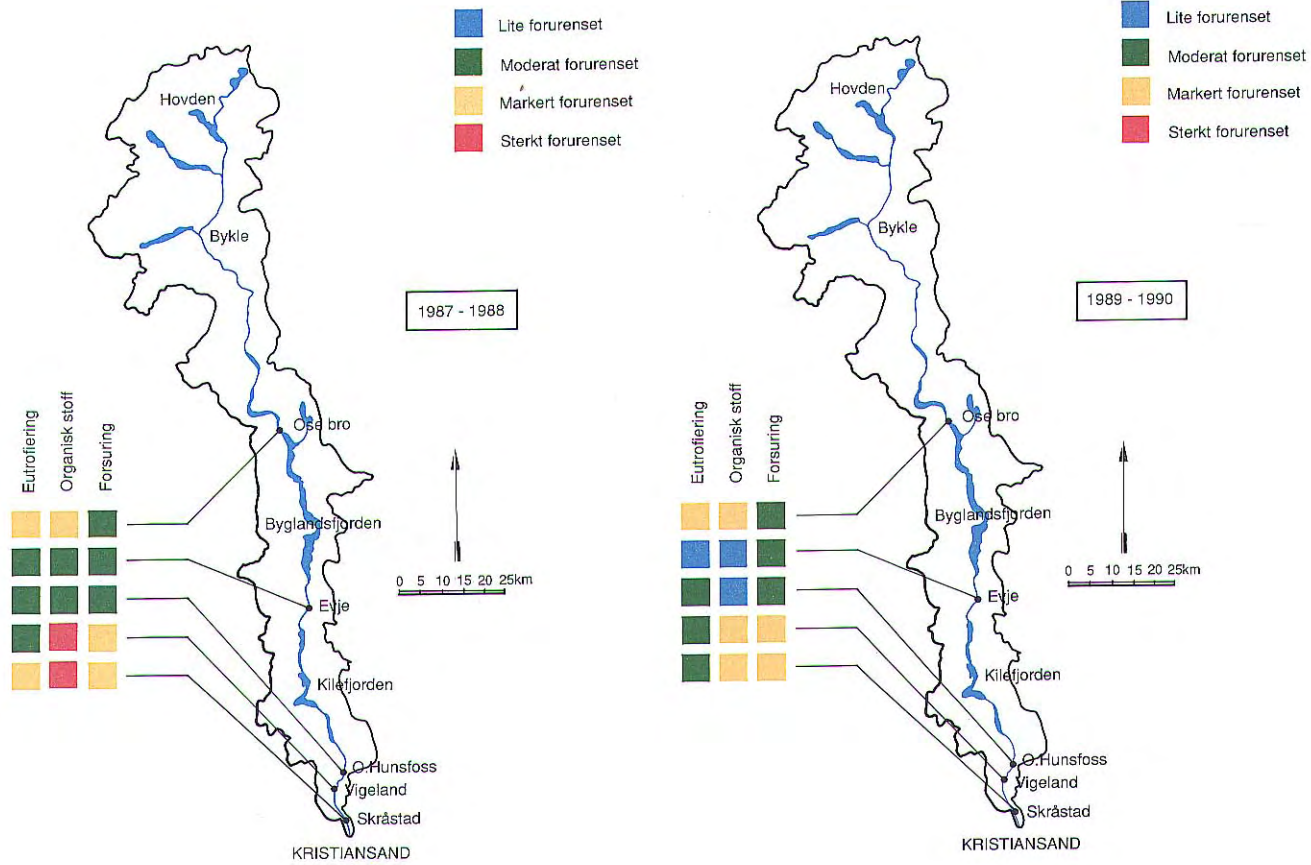 Lite forurenset
Moderat forurenset
Markert forurenset
Sterkt forurenset
Hovden
Bykle
1987 - 1988
Eutrofiering
Organisk stoff
Forsuring
Ose bro
Byglandsfjorden
0 5 10 15 20 25km
Evje
Kilefjorden
O.Hunsfoss
Vigeland
Skråstad
KRISTIANSAND
Lite forurenset
Moderat forurenset
Markert forurenset
Sterkt forurenset
Hovden
Bykle
1989 - 1990
Eutrofiering
Organisk stoff
Forsuring
Ose bro
Byglandsfjorden
0 5 10 15 20 25km
Evje
Kilefjorden
O.Hunsfoss
Vigeland
Skråstad
KRISTIANSAND